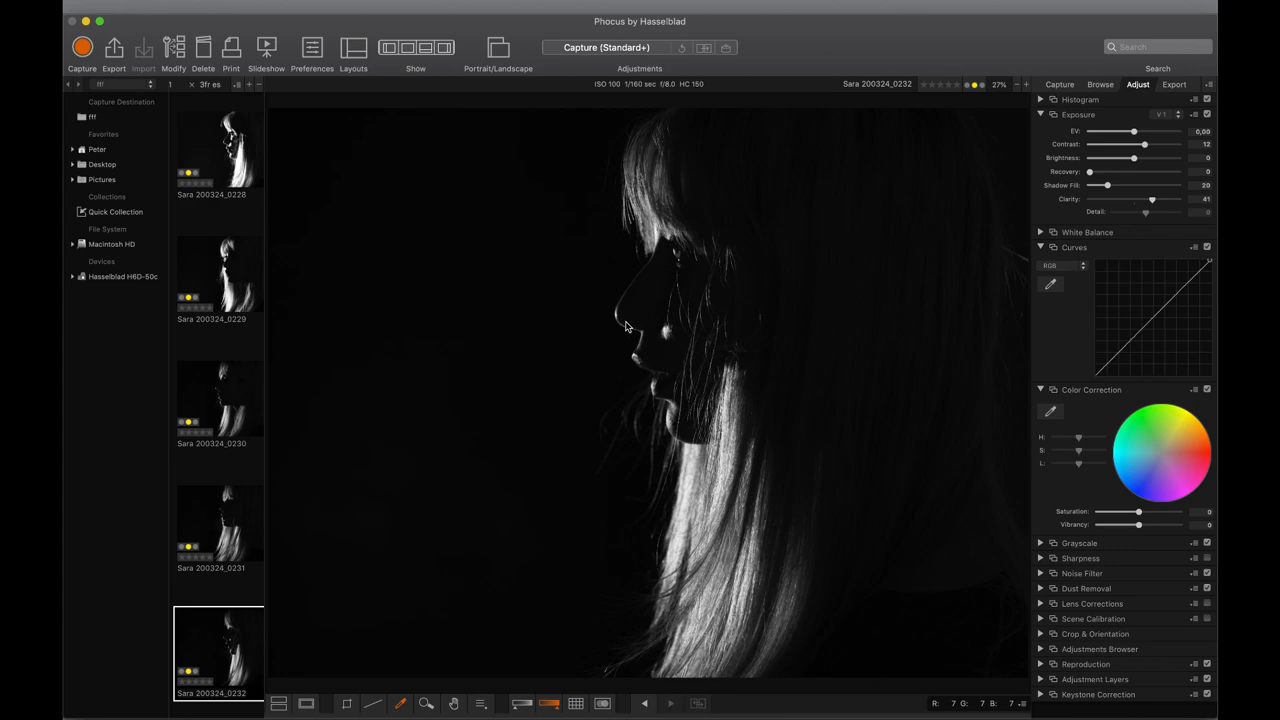 Phocus by Hasselblad
Capture Export Import Modify Delete Print Slideshow Preferences Layouts Show Portrait/Landscape Capture (Standard+) Adjustments Search Search
fff 1 × 3fr es ISO 100 1/160 sec f/8.0 HC 150 Sara 200324_0232 27% Capture Browse Adjust Export
Capture Destination
fff
Favorites
Peter
Desktop
Pictures
Collections
Quick Collection
File System
Macintosh HD
Devices
Hasselblad H6D-50c
Sara 200324_0228
Sara 200324_0229
Sara 200324_0230
Sara 200324_0231
Sara 200324_0232
Histogram
Exposure V 1
EV: 0,00
Contrast: 12
Brightness: 0
Recovery: 0
Shadow Fill: 20
Clarity: 41
Detail: 0
White Balance
Curves
RGB
Color Correction
H:
S:
L:
Saturation: 0
Vibrancy: 0
Grayscale
Sharpness
Noise Filter
Dust Removal
Lens Corrections
Scene Calibration
Crop & Orientation
Adjustments Browser
Reproduction
Adjustment Layers
Keystone Correction
R: 7 G: 7 B: 7